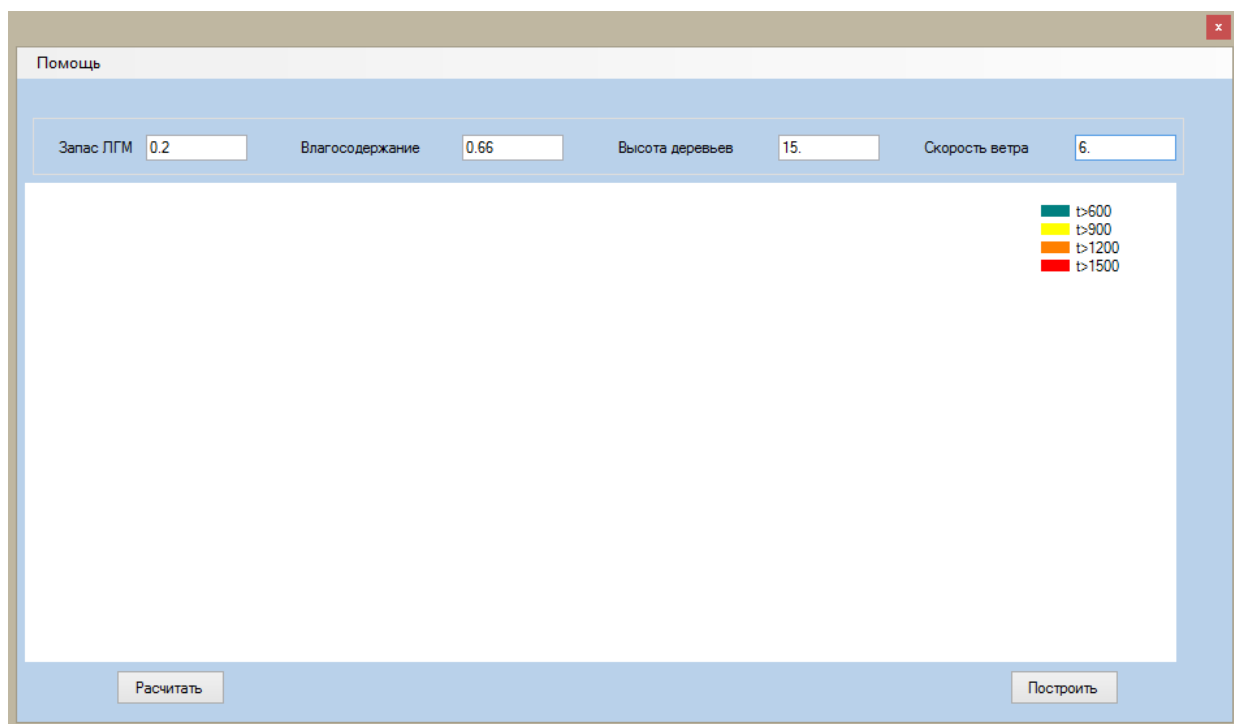 x
Помощь
Запас ЛГМ 0.2 Влагосодержание 0.66 Высота деревьев 15. Скорость ветра 6.
t>600
t>900
t>1200
t>1500
Расчитать Построить